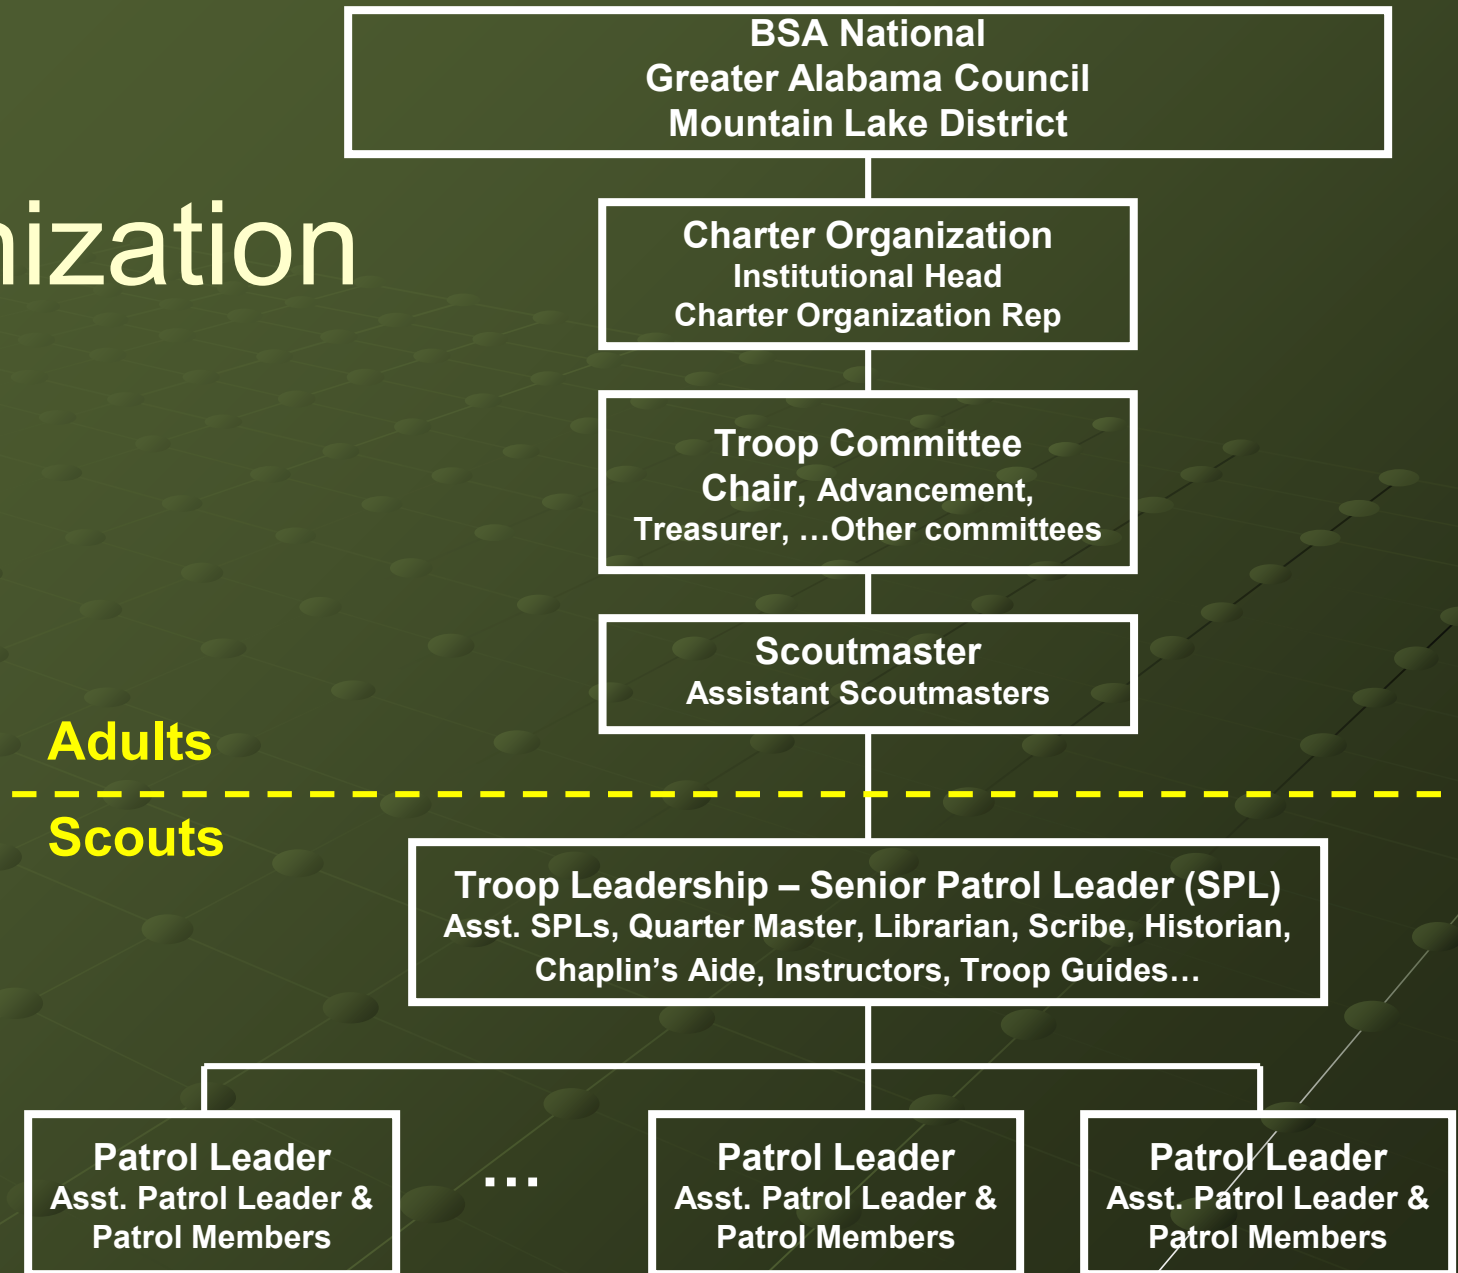 BSA National
Greater Alabama Council
Mountain Lake District
nization
Charter Organization
Institutional Head
Charter Organization Rep
Troop Committee
Chair, Advancement,
Treasurer, …Other committees
Scoutmaster
Assistant Scoutmasters
Adults
Scouts
Troop Leadership – Senior Patrol Leader (SPL)
Asst. SPLs, Quarter Master, Librarian, Scribe, Historian,
Chaplin’s Aide, Instructors, Troop Guides…
Patrol Leader
Asst. Patrol Leader &
Patrol Members
…
Patrol Leader
Asst. Patrol Leader &
Patrol Members
Patrol Leader
Asst. Patrol Leader &
Patrol Members